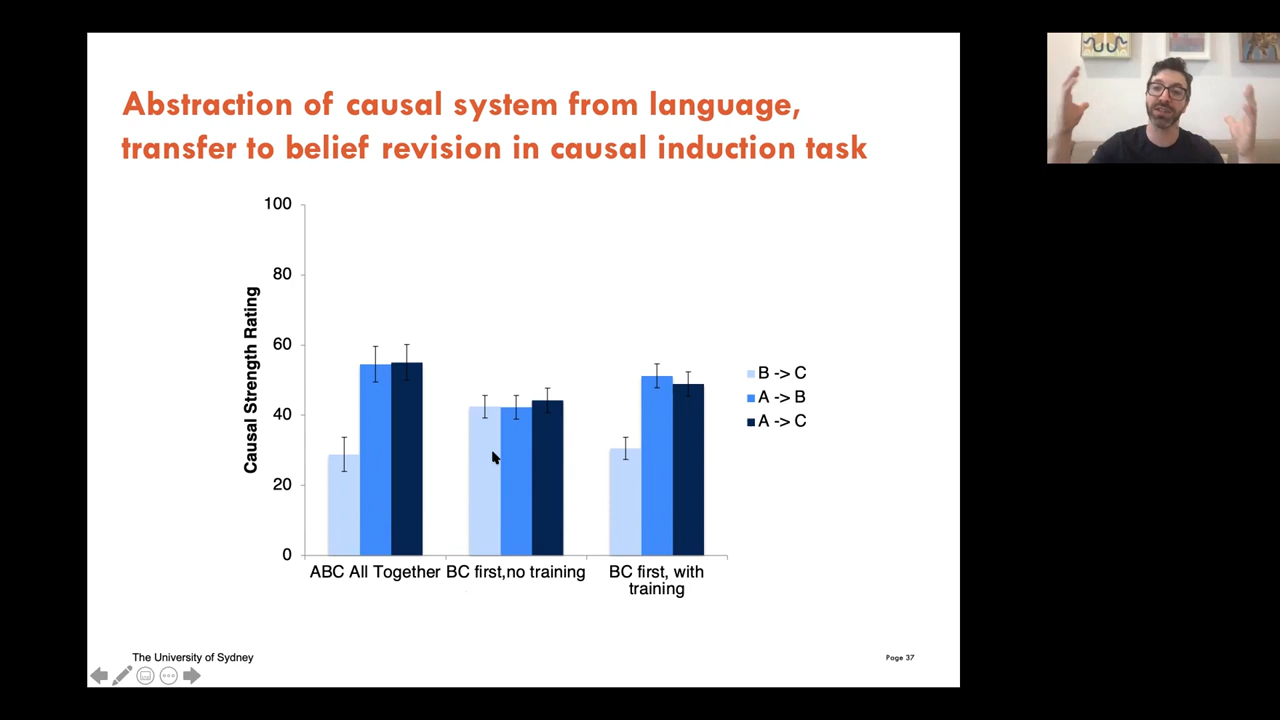 Abstraction of causal system from language,
transfer to belief revision in causal induction task
100
80
60
40
20
0
Causal Strength Rating
ABC All Together
BC first,no training
BC first, with
training
B -> C
A -> B
A -> C
The University of Sydney
Page 37